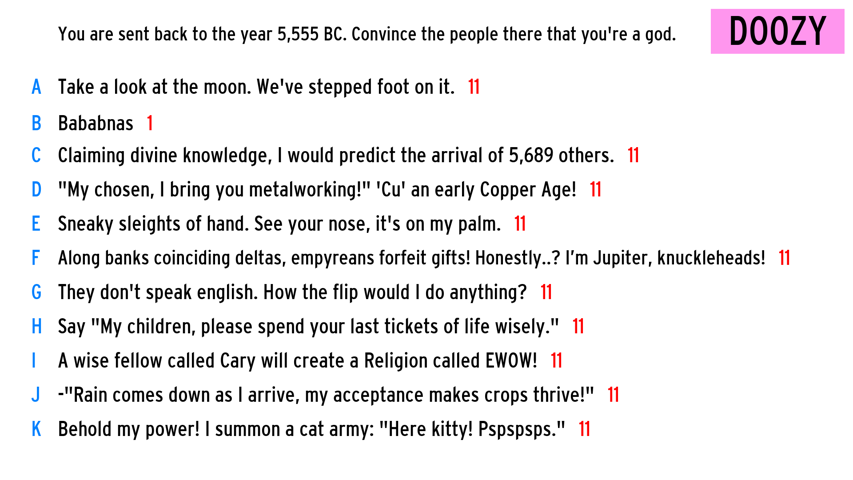 You are sent back to the year 5,555 BC. Convince the people there that you're a god.
DOOZY
A Take a look at the moon. We've stepped foot on it. 11
B Bababnas 1
C Claiming divine knowledge, I would predict the arrival of 5,689 others. 11
D "My chosen, I bring you metalworking!" 'Cu' an early Copper Age! 11
E Sneaky sleights of hand. See your nose, it's on my palm. 11
F Along banks coinciding deltas, empyreans forfeit gifts! Honestly..? I'm Jupiter, knuckleheads! 11
G They don't speak english. How the flip would I do anything? 11
H Say "My children, please spend your last tickets of life wisely." 11
I A wise fellow called Cary will create a Religion called EWOW! 11
J -"Rain comes down as I arrive, my acceptance makes crops thrive!" 11
K Behold my power! I summon a cat army: "Here kitty! Pspspsps." 11